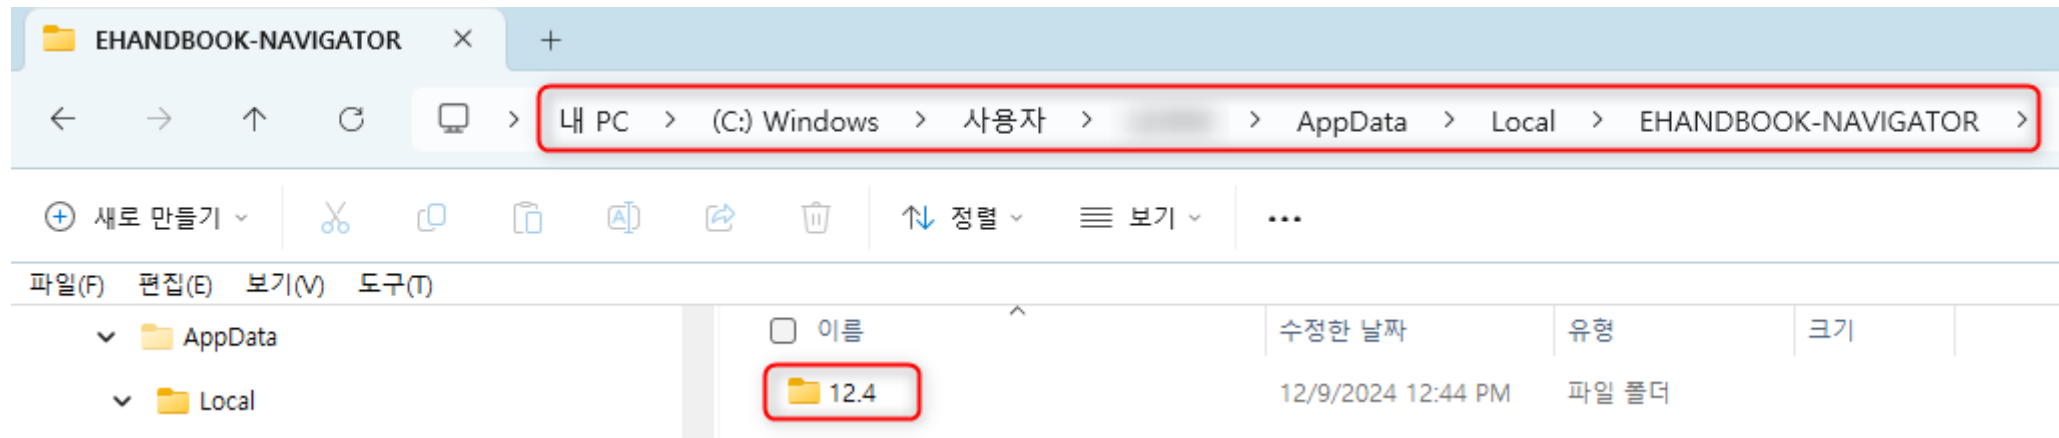 EHANDBOOK-NAVIGATOR
내 PC > (C:) Windows > 사용자 > > AppData > Local > EHANDBOOK-NAVIGATOR >
새로 만들기 정렬 보기 ...
파일(F) 편집(E) 보기(V) 도구(T)
이름 수정한 날짜 유형 크기
AppData
12.4 12/9/2024 12:44 PM 파일 폴더
Local